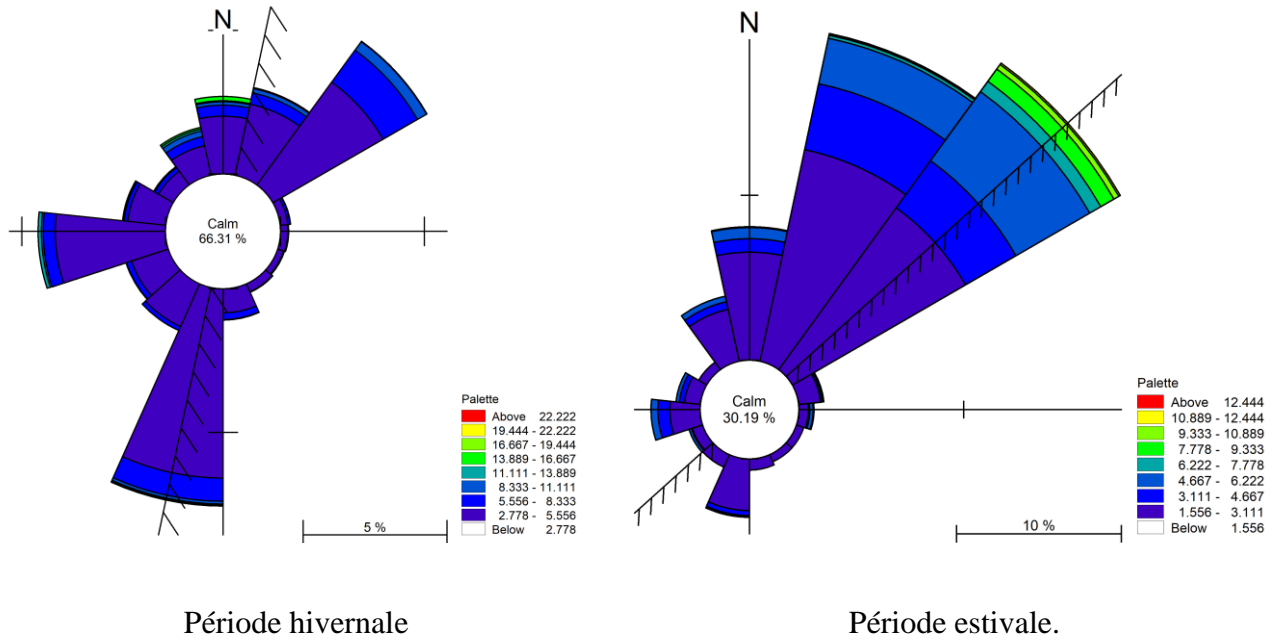 N
Calm
66.31 %
5 %
Palette
Above 22.222
19.444 - 22.222
16.667 - 19.444
13.889 - 16.667
11.111 - 13.889
8.333 - 11.111
5.556 - 8.333
2.778 - 5.556
Below 2.778
Période hivernale
N
Calm
30.19 %
10 %
Palette
Above 12.444
10.889 - 12.444
9.333 - 10.889
7.778 - 9.333
6.222 - 7.778
4.667 - 6.222
3.111 - 4.667
1.556 - 3.111
Below 1.556
Période estivale.